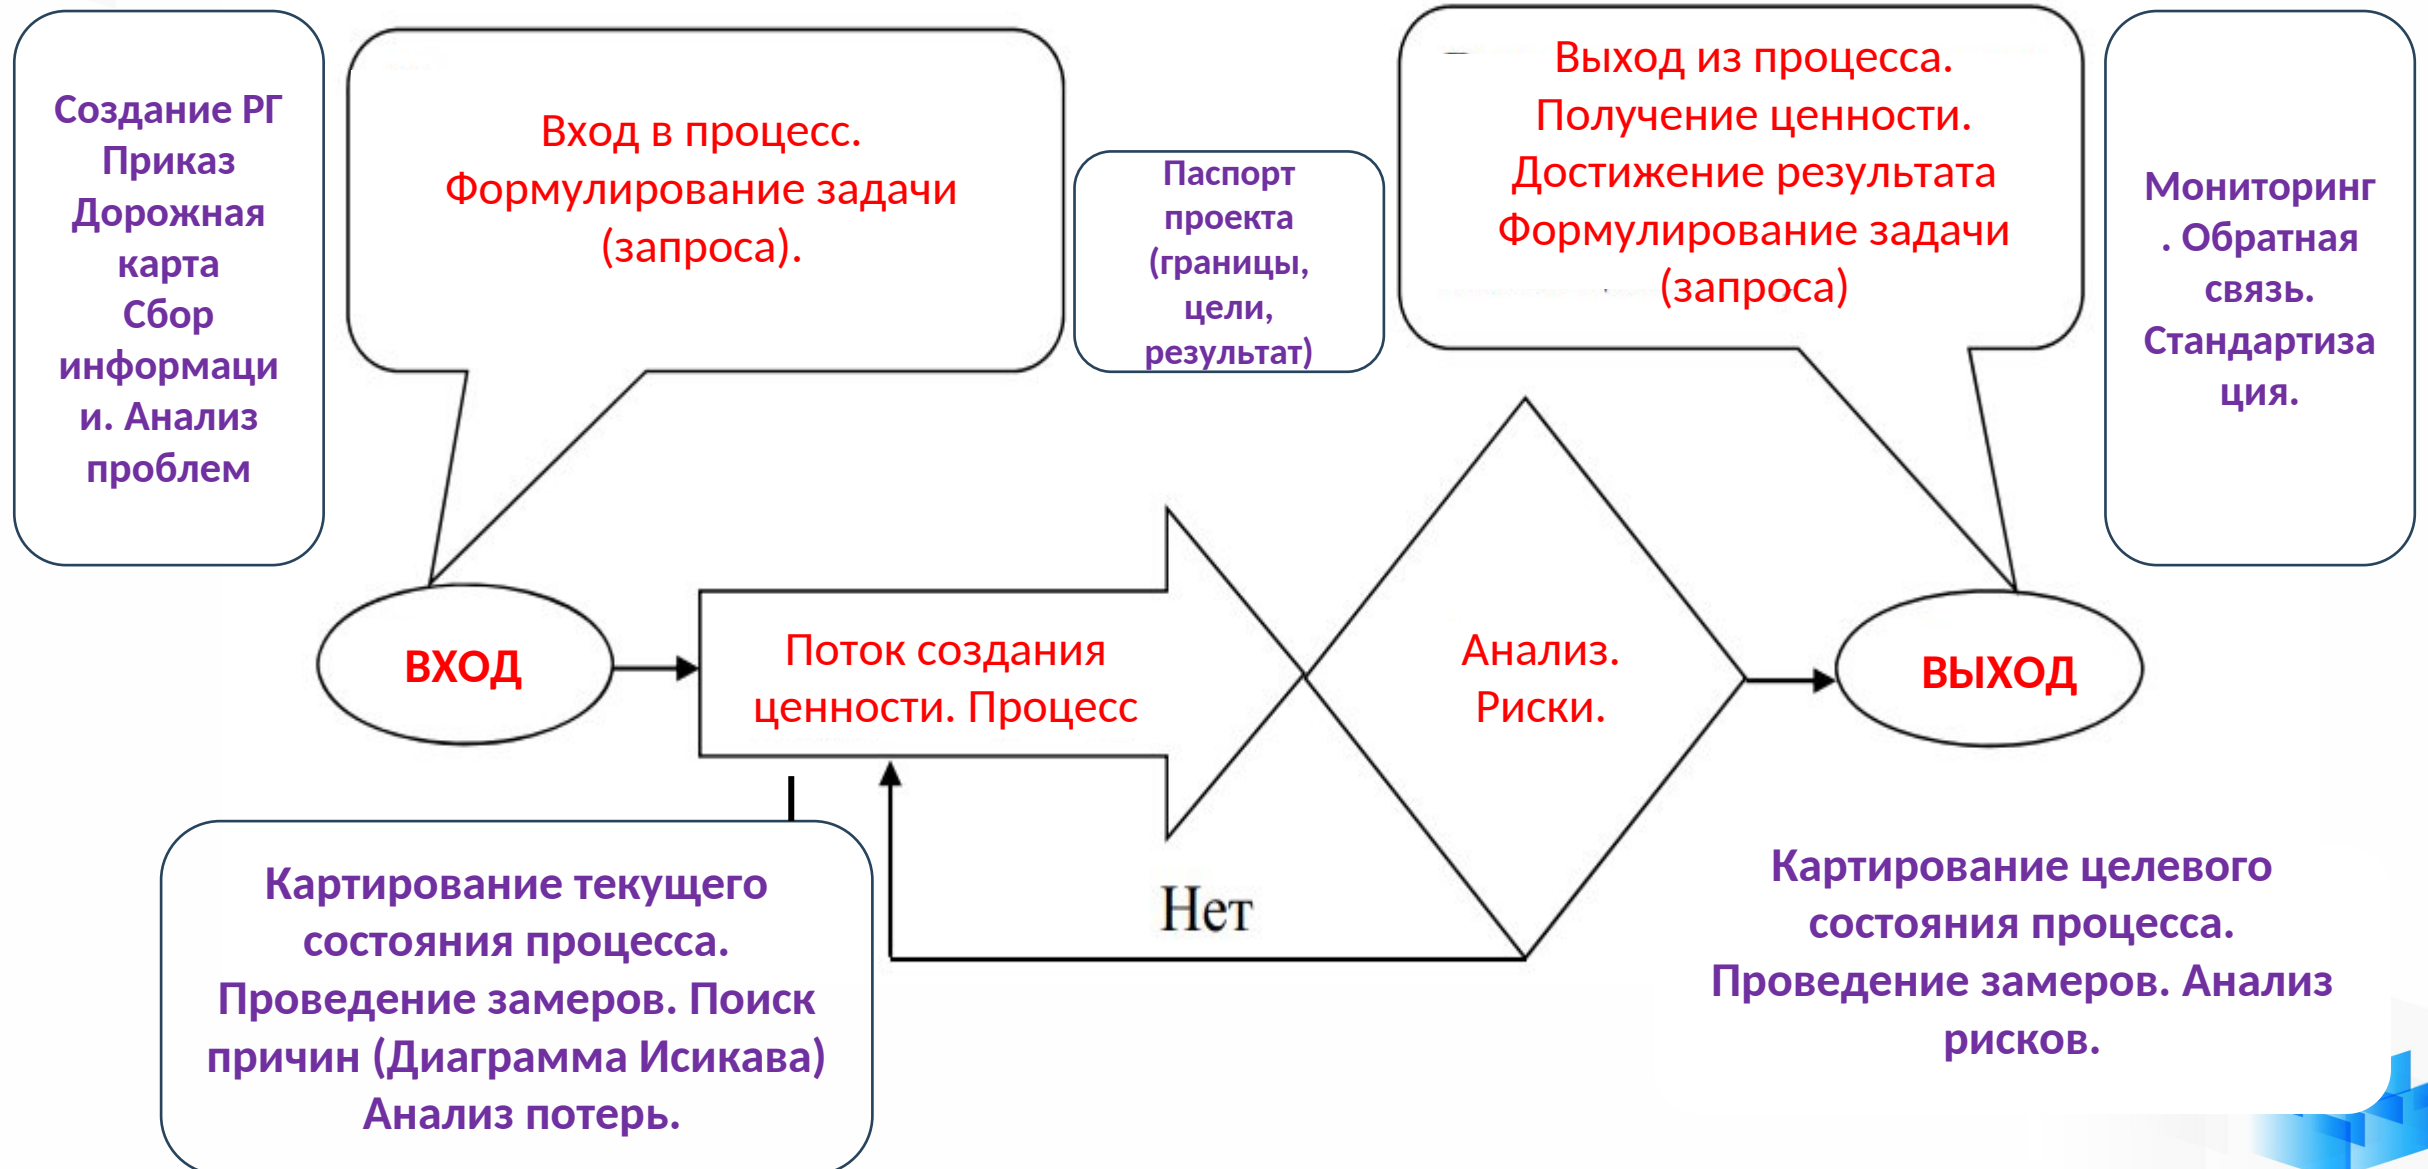 Создание РГ
Приказ
Дорожная
карта
Сбор
информаци
и. Анализ
проблем
Вход в процесс.
Формулирование задачи
(запроса).
Паспорт
проекта
(границы,
цели,
результат)
Выход из процесса.
Получение ценности.
Достижение результата
Формулирование задачи
(запроса)
Мониторинг
. Обратная
связь.
Стандартиза
ция.
ВХОД
Поток создания
ценности. Процесс
Анализ.
Риски.
ВЫХОД
Нет
Картирование текущего
состояния процесса.
Проведение замеров. Поиск
причин (Диаграмма Исикава)
Анализ потерь.
Картирование целевого
состояния процесса.
Проведение замеров. Анализ
рисков.